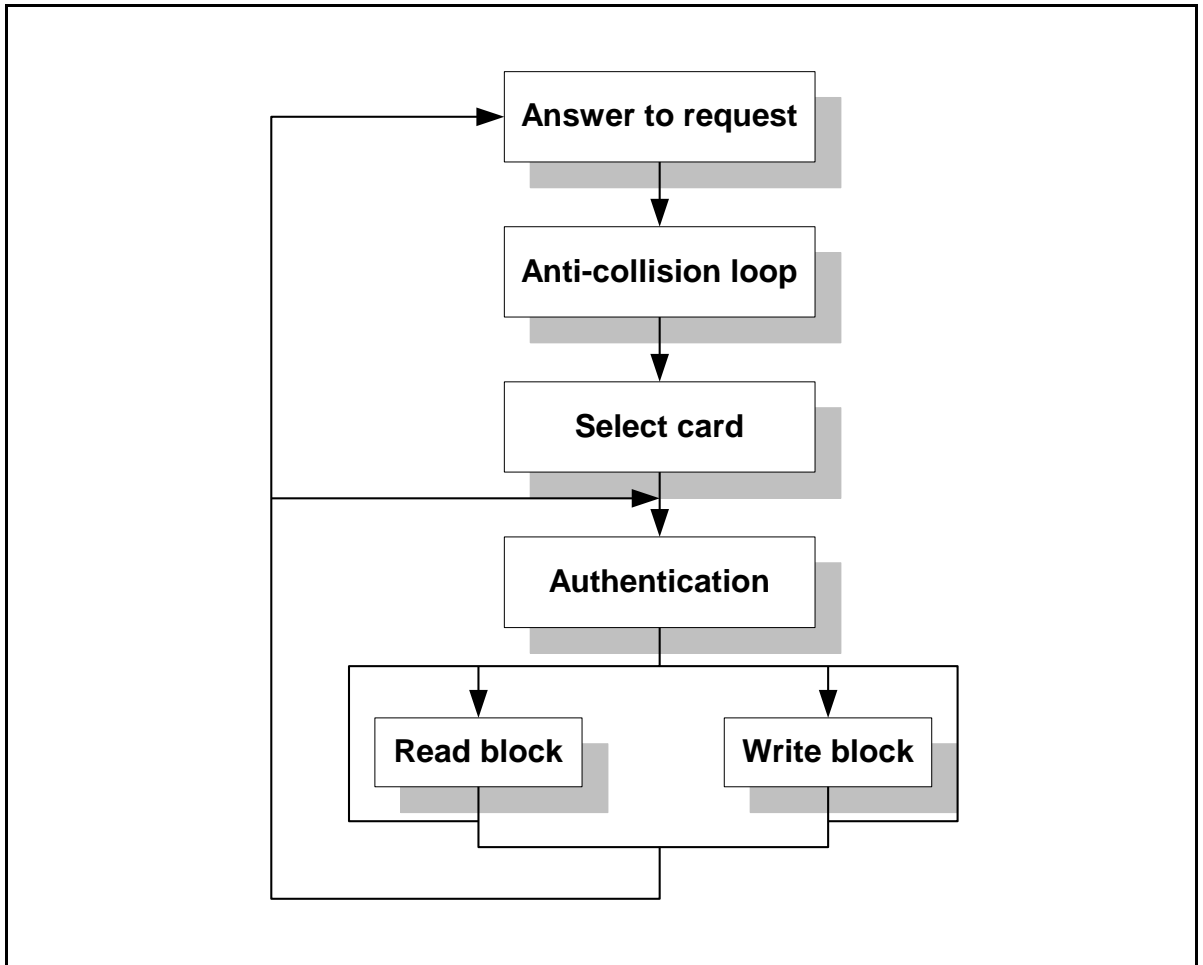 Answer to request
Anti-collision loop
Select card
Authentication
Read block
Write block